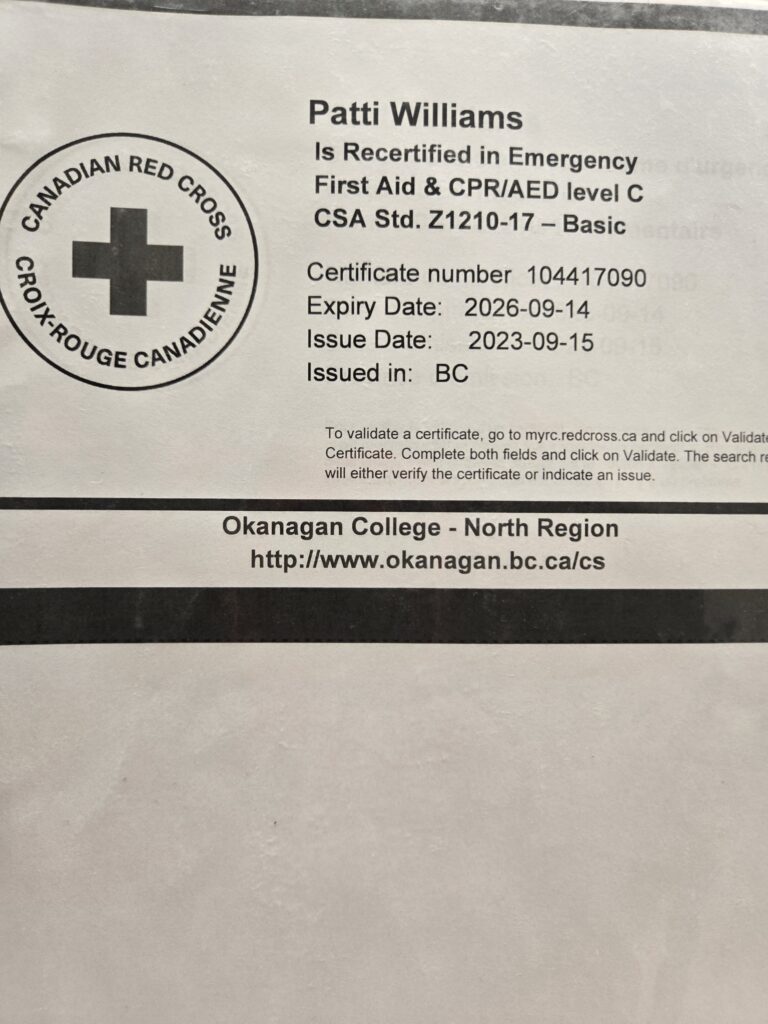 CANADIAN RED CROSS
CROIX-ROUGE CANADIENNE
Patti Williams
Is Recertified in Emergency
First Aid & CPR/AED level C
CSA Std. Z1210-17 – Basic
Certificate number 104417090
Expiry Date: 2026-09-14
Issue Date: 2023-09-15
Issued in: BC
To validate a certificate, go to myrc.redcross.ca and click on Validate
Certificate. Complete both fields and click on Validate. The search
will either verify the certificate or indicate an issue.
Okanagan College - North Region
http://www.okanagan.bc.ca/cs